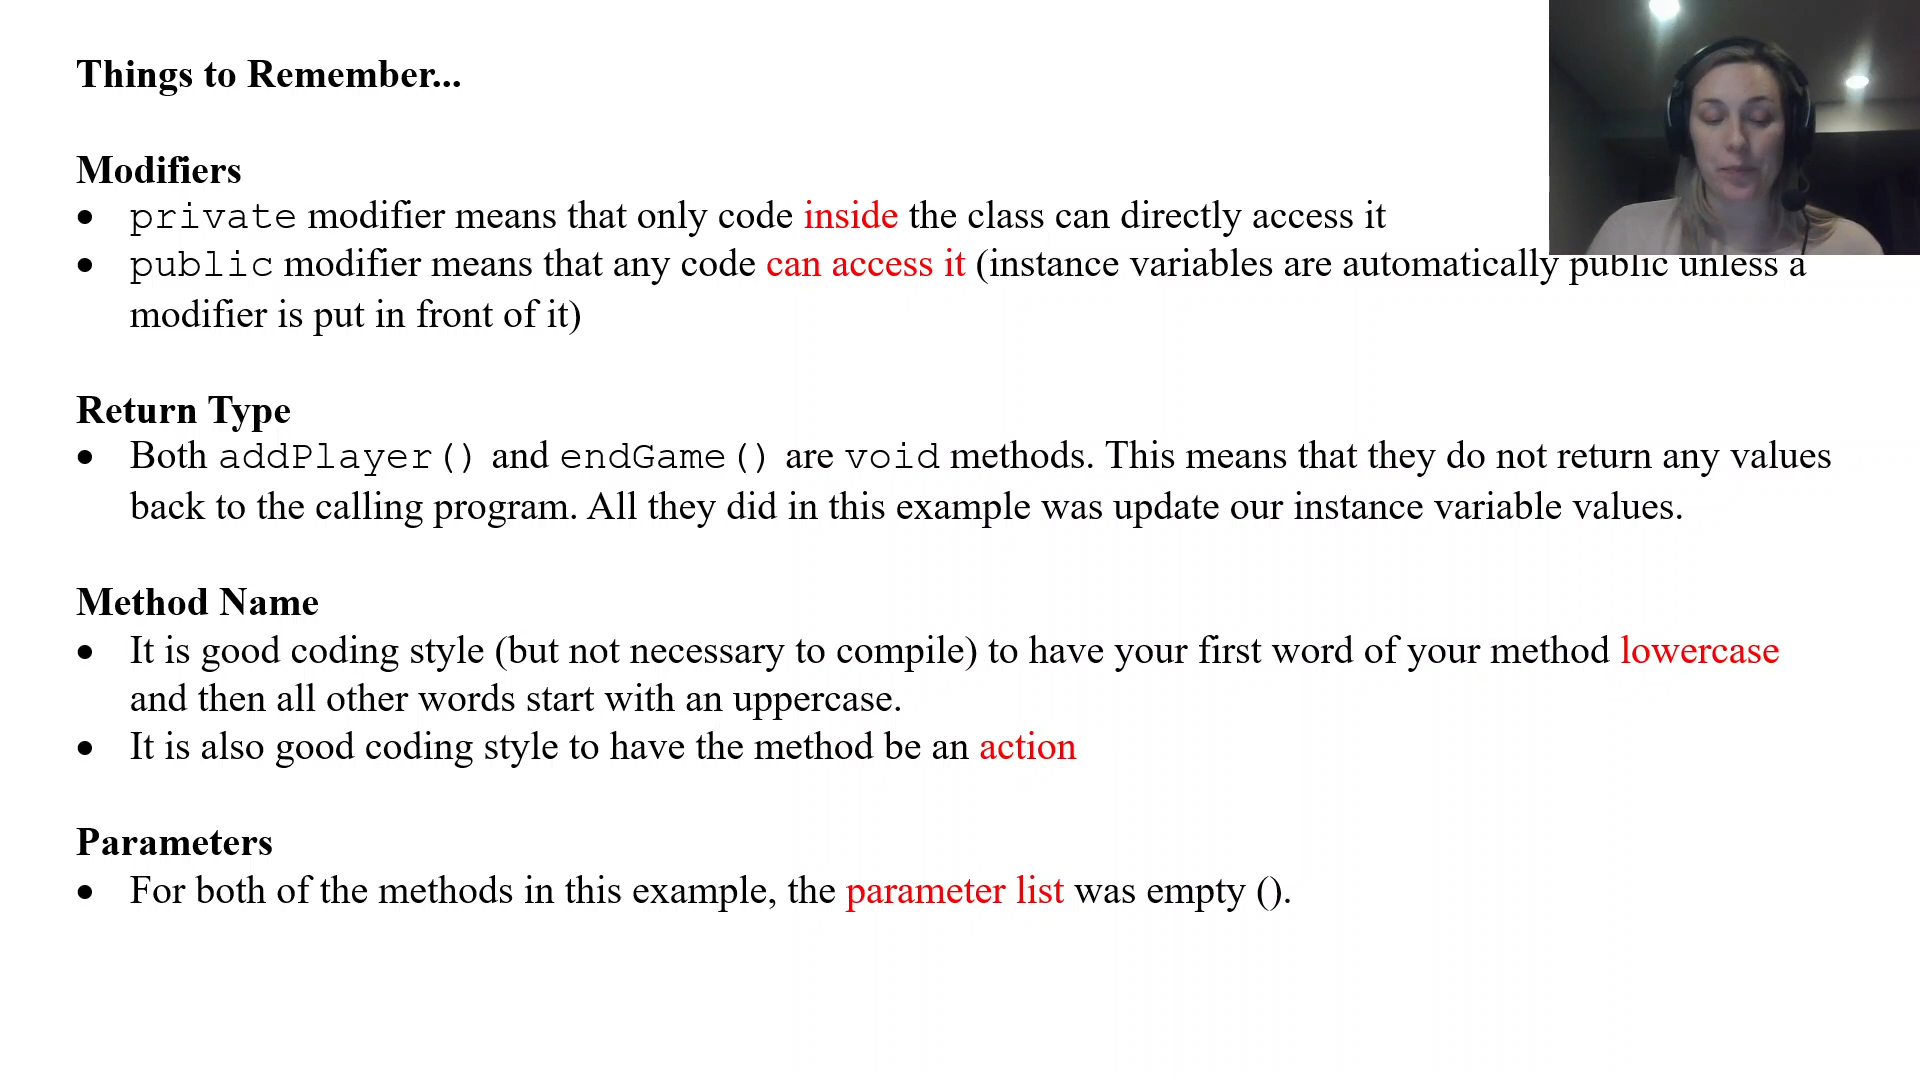 Things to Remember...
Modifiers
• private modifier means that only code inside the class can directly access it
• public modifier means that any code can access it (instance variables are automatically public unless a
modifier is put in front of it)
Return Type
• Both addPlayer() and endGame() are void methods. This means that they do not return any values
back to the calling program. All they did in this example was update our instance variable values.
Method Name
• It is good coding style (but not necessary to compile) to have your first word of your method lowercase
and then all other words start with an uppercase.
• It is also good coding style to have the method be an action
Parameters
• For both of the methods in this example, the parameter list was empty ().